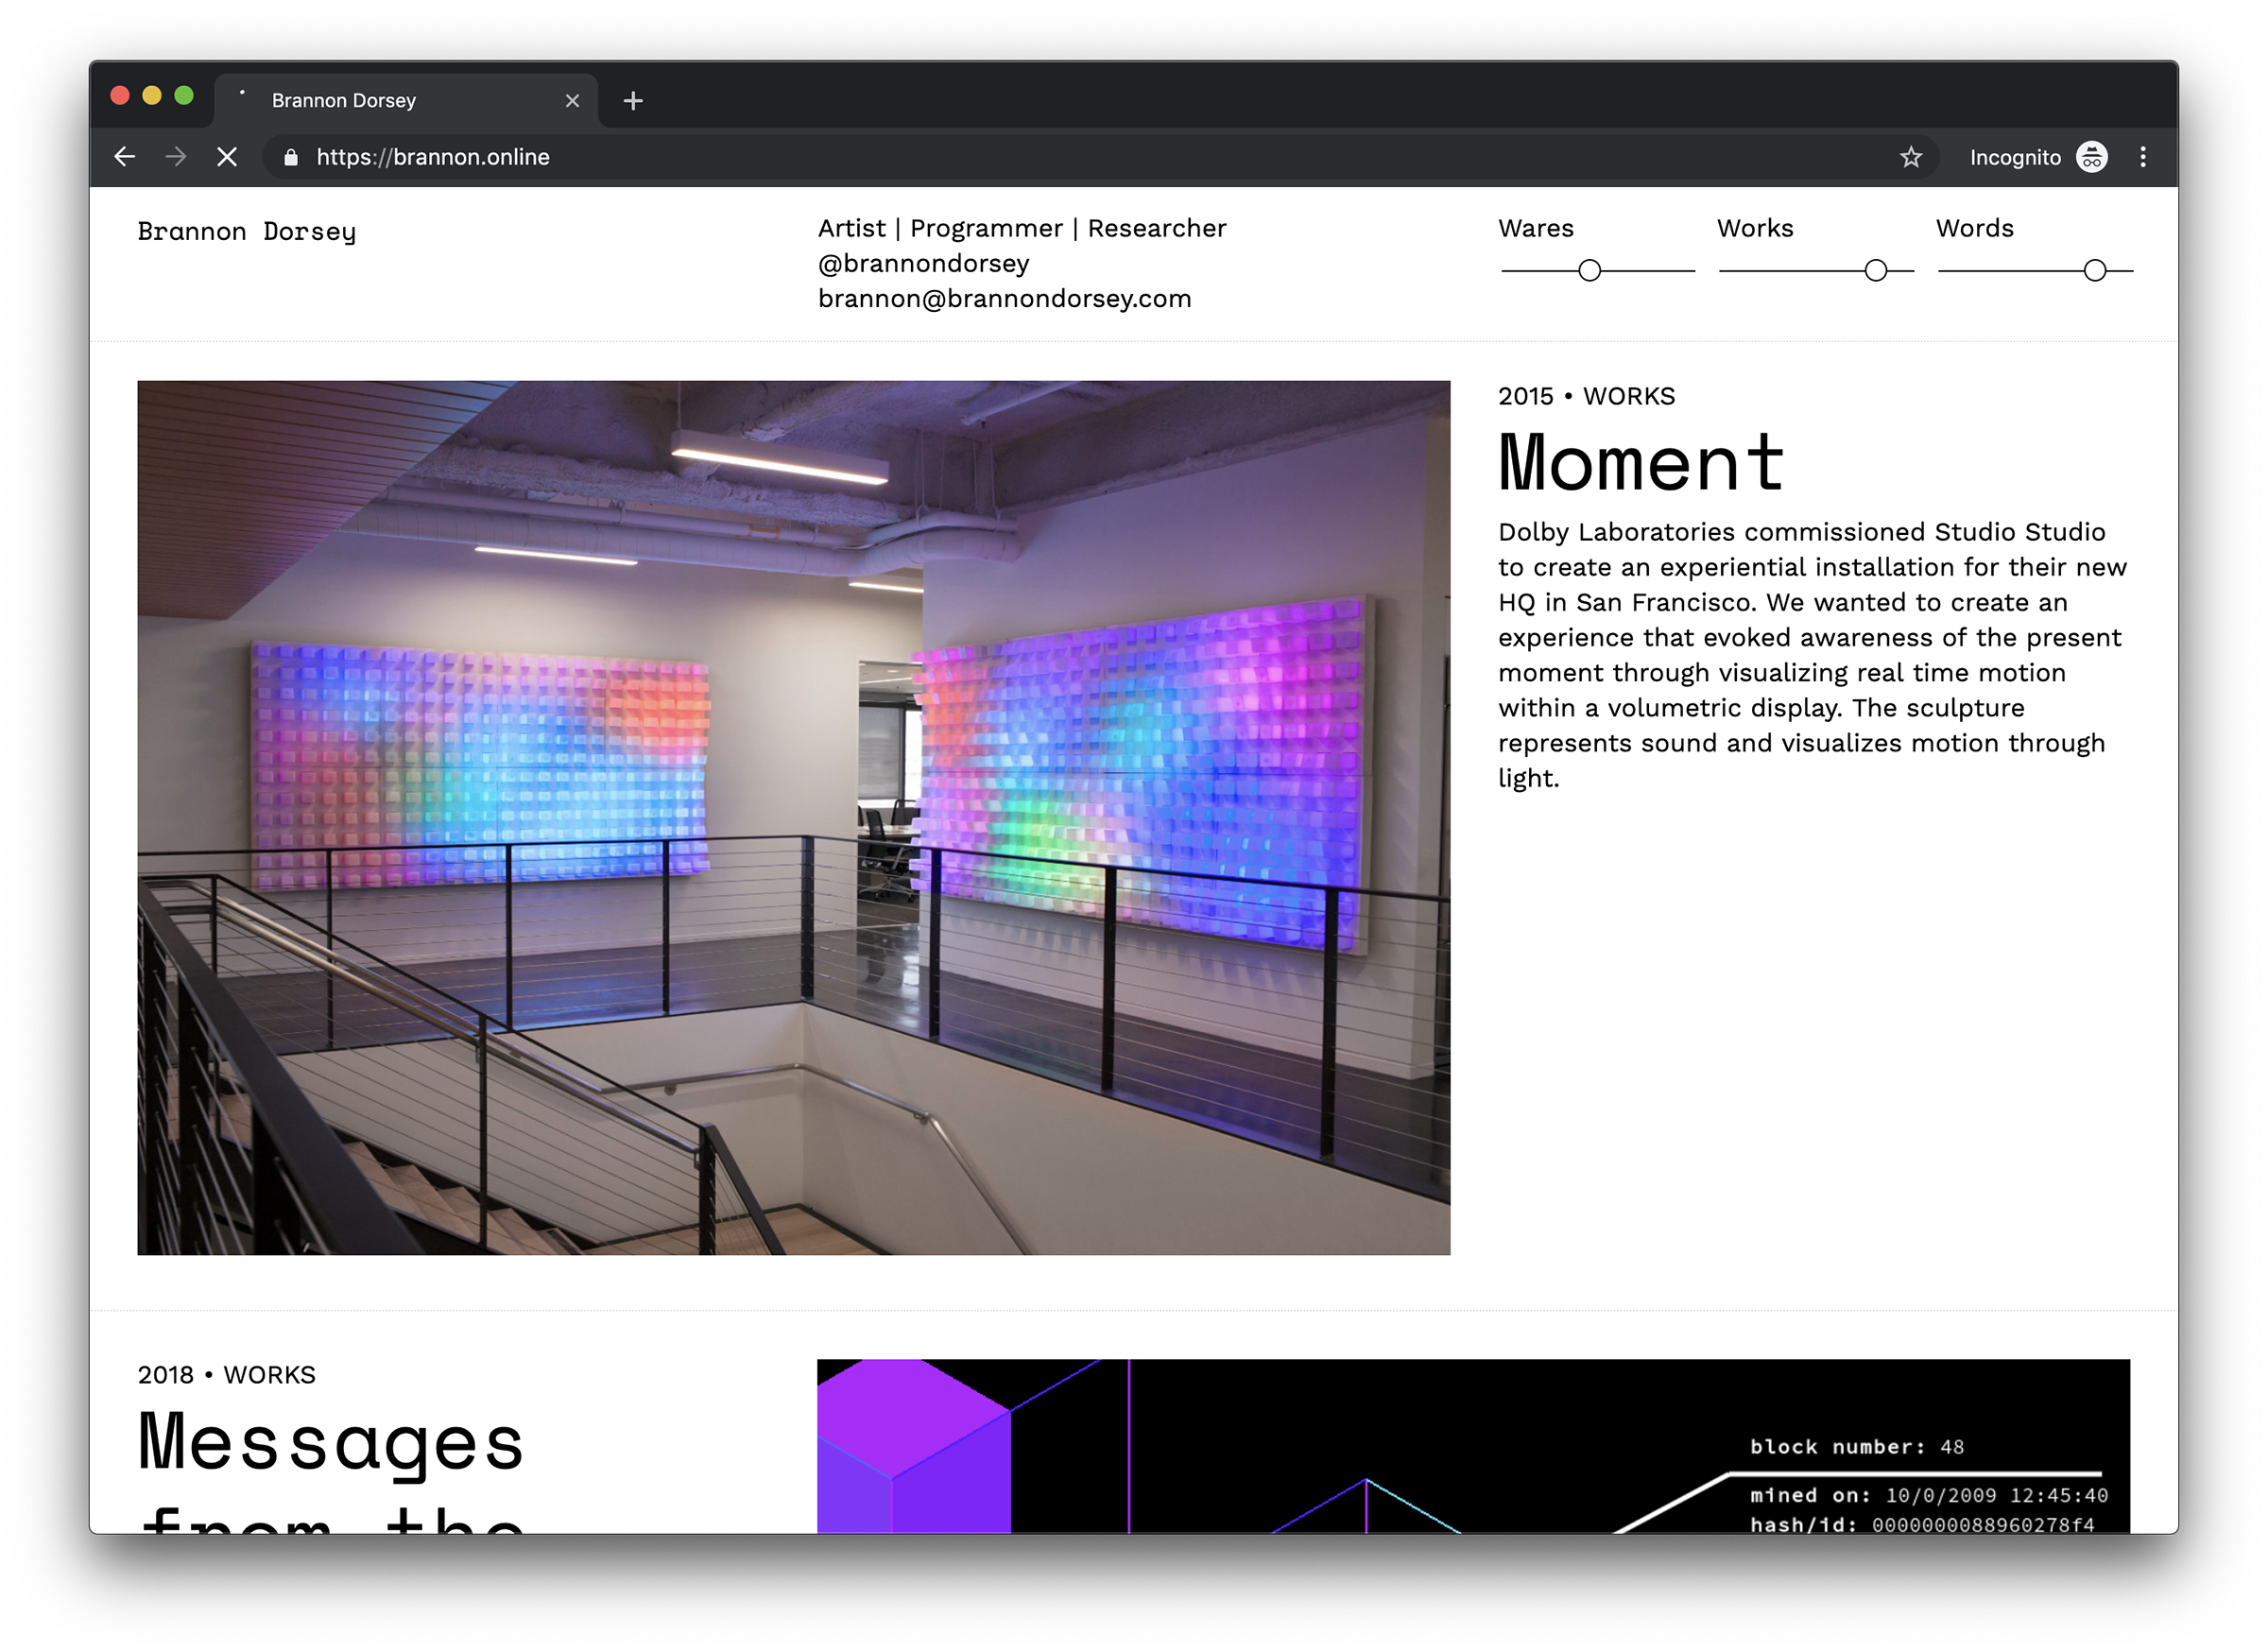 Brannon Dorsey
https://brannon.online
Incognito
Brannon Dorsey
Artist | Programmer | Researcher
@brannondorsey
brannon@brannondorsey.com
Wares
Works
Words
2015 • WORKS
Moment
Dolby Laboratories commissioned Studio Studio
to create an experiential installation for their new
HQ in San Francisco. We wanted to create an
experience that evoked awareness of the present
moment through visualizing real time motion
within a volumetric display. The sculpture
represents sound and visualizes motion through
light.
2018 • WORKS
Messages
from the
block number: 48
mined on: 10/0/2009 12:45:40
hash/id: 0000000088960278f4